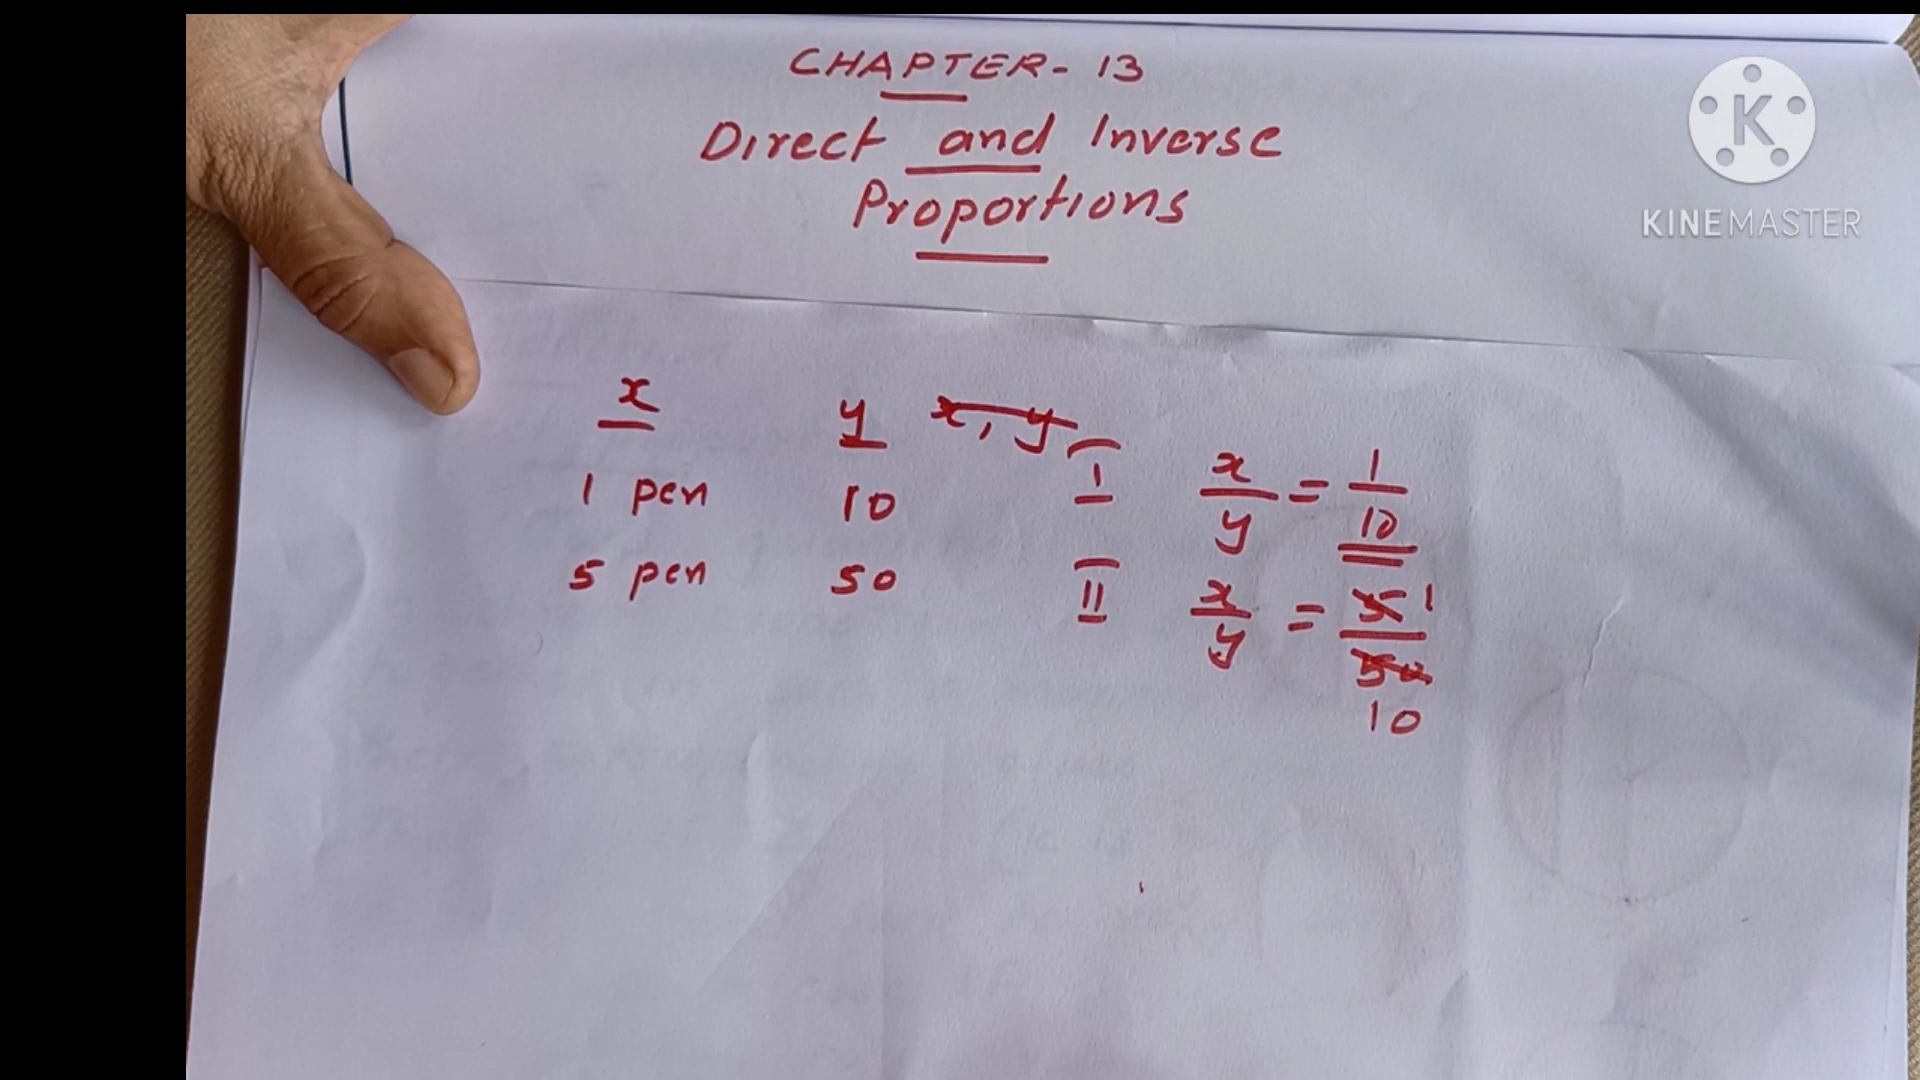 CHAPTER-13
Direct and Inverse
Proportions
K
KINEMASTER
x y x, y
1 pen 10 I x/y = 1/10
5 pen 50 II x/y = 5/50 1
10